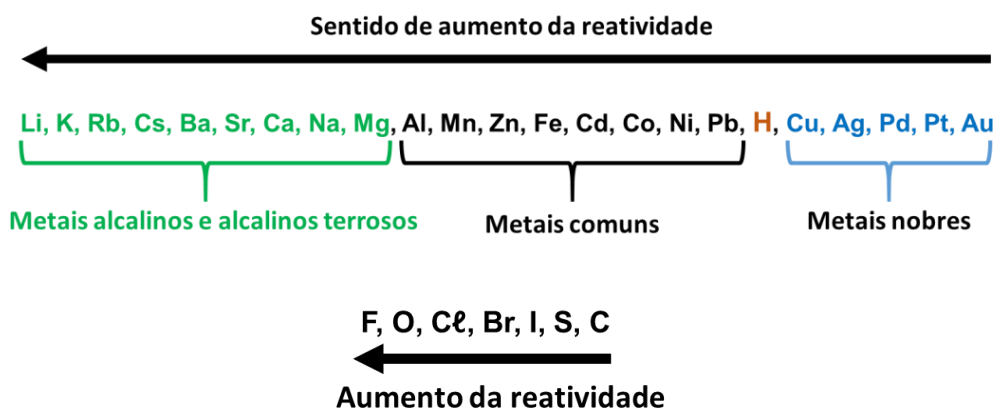 Sentido de aumento da reatividade
Li, K, Rb, Cs, Ba, Sr, Ca, Na, Mg, Al, Mn, Zn, Fe, Cd, Co, Ni, Pb, H, Cu, Ag, Pd, Pt, Au
Metais alcalinos e alcalinos terrosos Metais comuns Metais nobres
F, O, Cℓ, Br, I, S, C
Aumento da reatividade